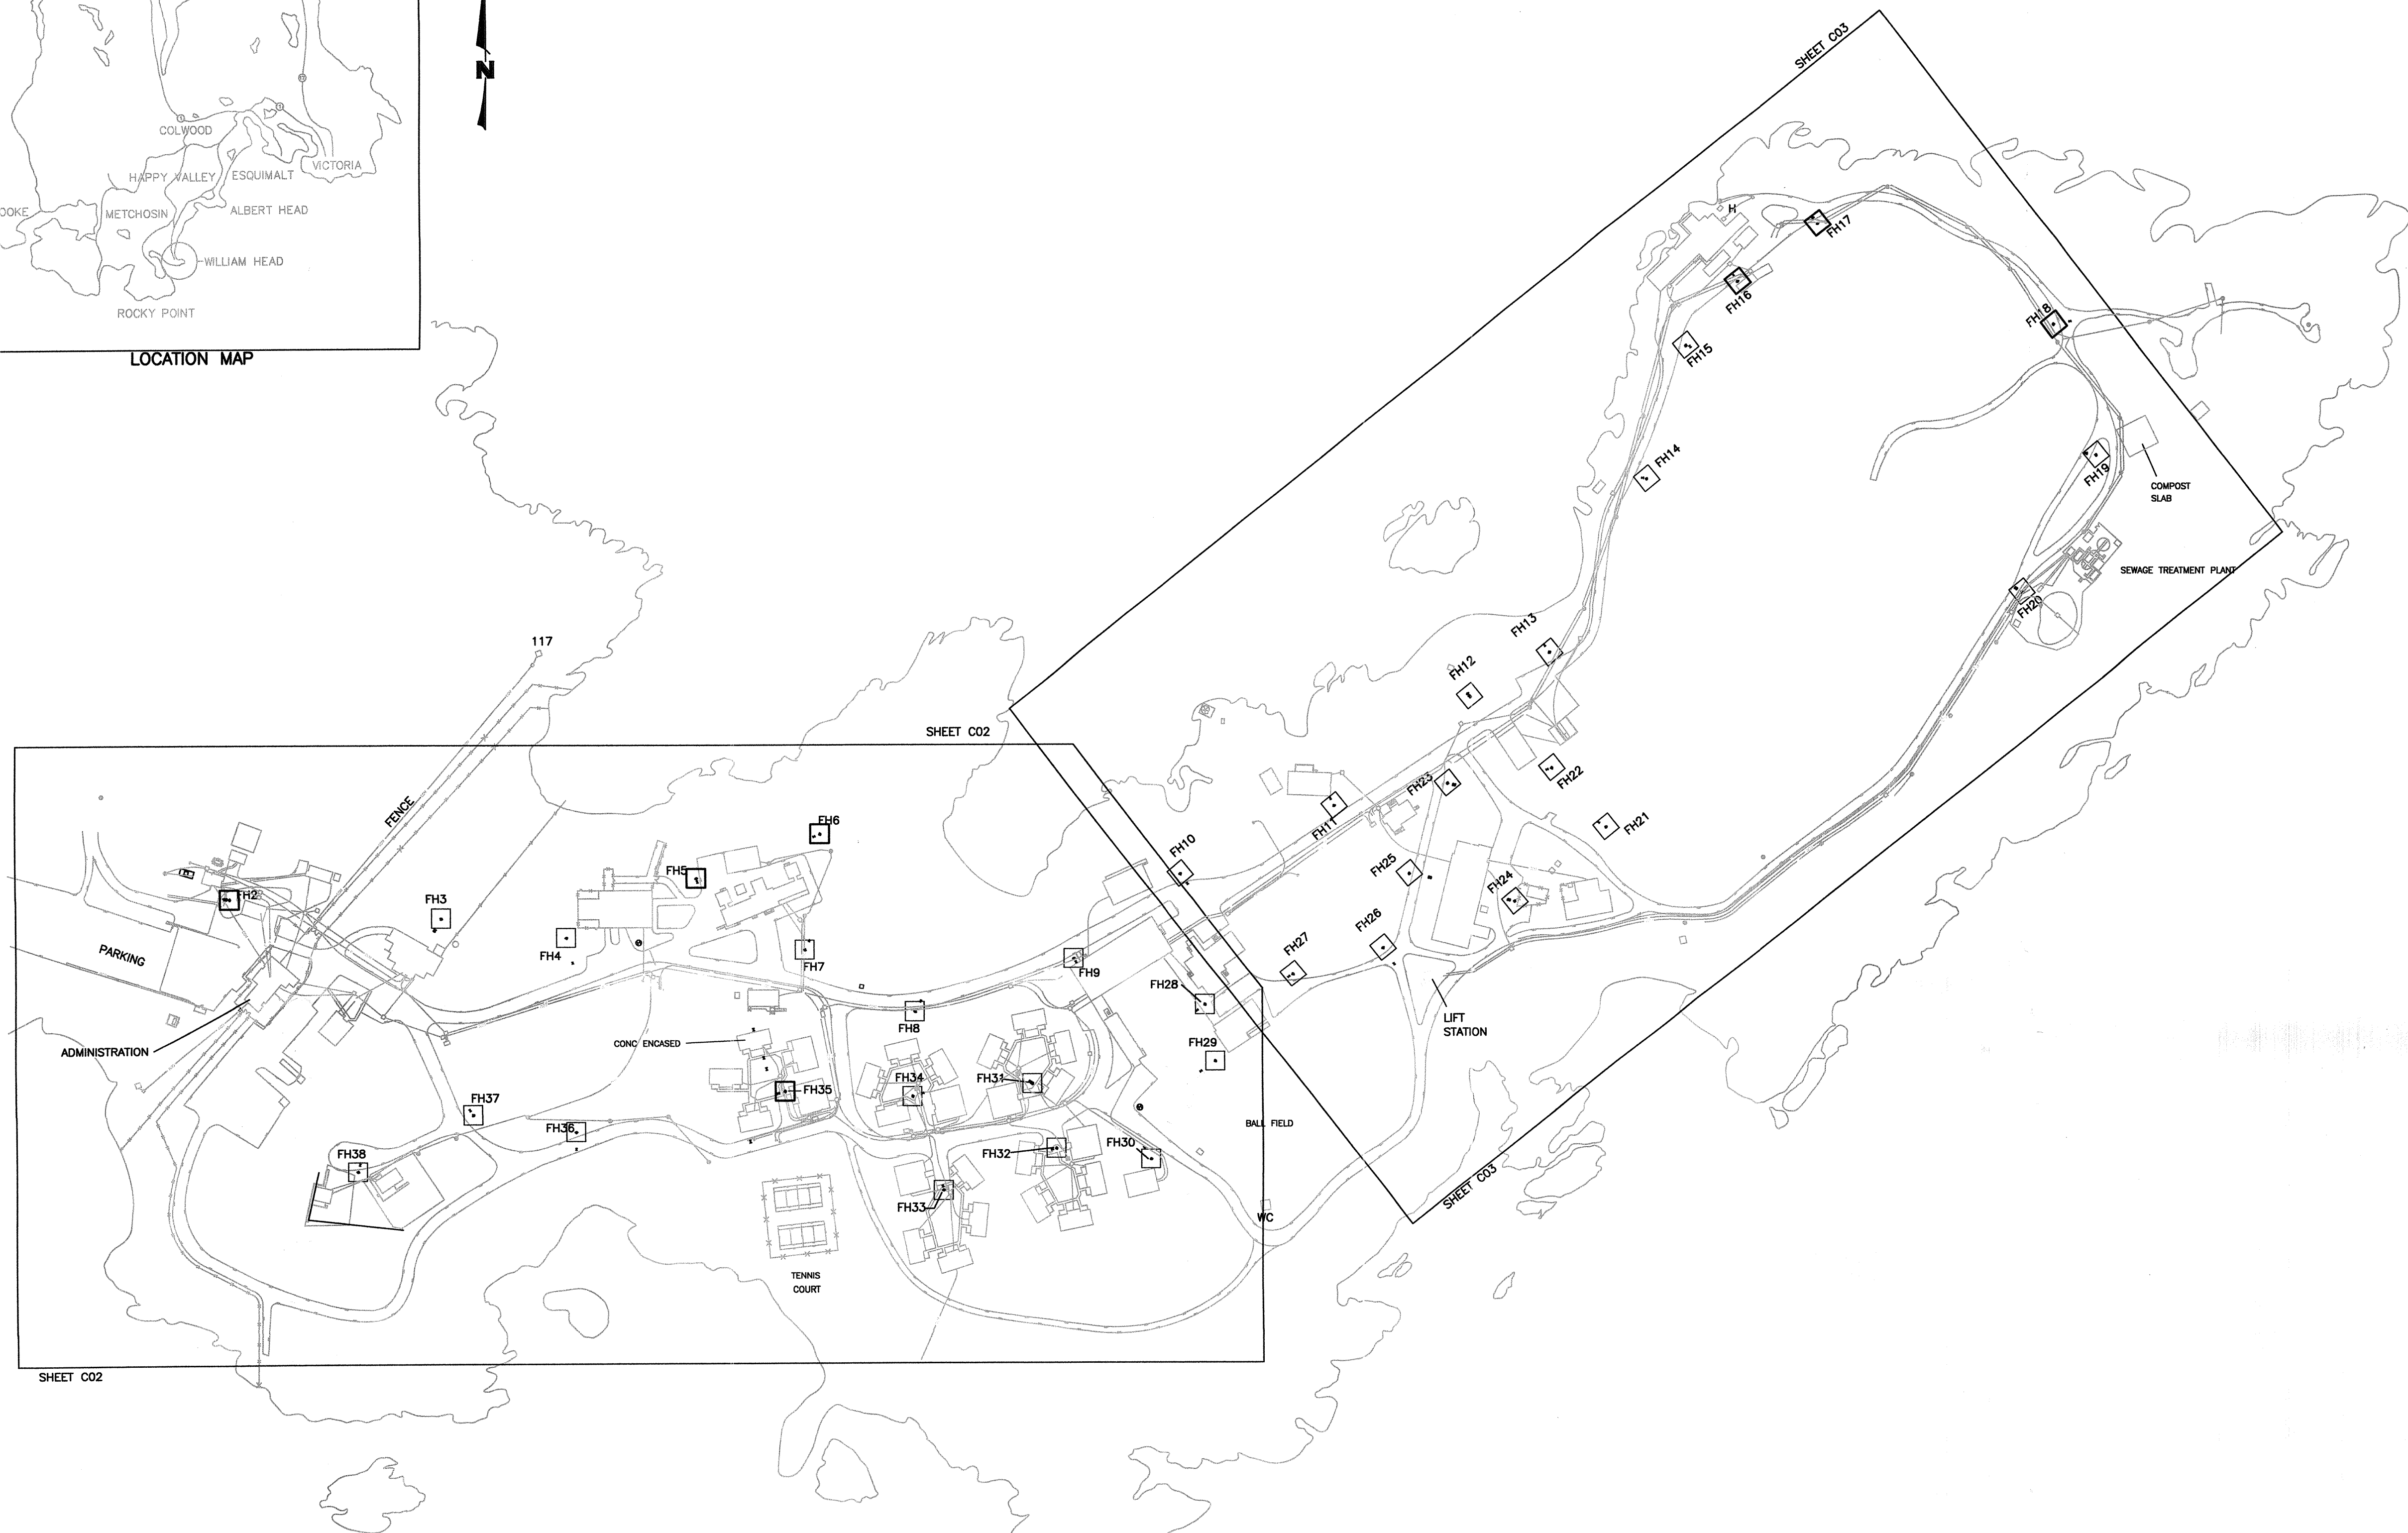 N
COLWOOD
VICTORIA
HAPPY VALLEY
ESQUIMALT
OOKE
METCHOSIN
ALBERT HEAD
WILLIAM HEAD
ROCKY POINT
LOCATION MAP
SHEET C03
H
FH17
FH16
FH15
FH18
FH14
FH19
COMPOST
SLAB
SEWAGE TREATMENT PLANT
FH20
FH13
FH12
117
SHEET C02
FENCE
FH23
FH22
FH11
FH21
FH6
FH10
FH25
FH5
FH24
FH2
FH3
FH26
PARKING
FH4
FH7
FH9
FH27
FH28
FH8
LIFT
STATION
CONC ENCASED
ADMINISTRATION
FH29
FH34
FH31
FH35
FH37
FH36
BALL FIELD
FH30
FH32
FH38
SHEET C03
FH33
WC
TENNIS
COURT
SHEET C02